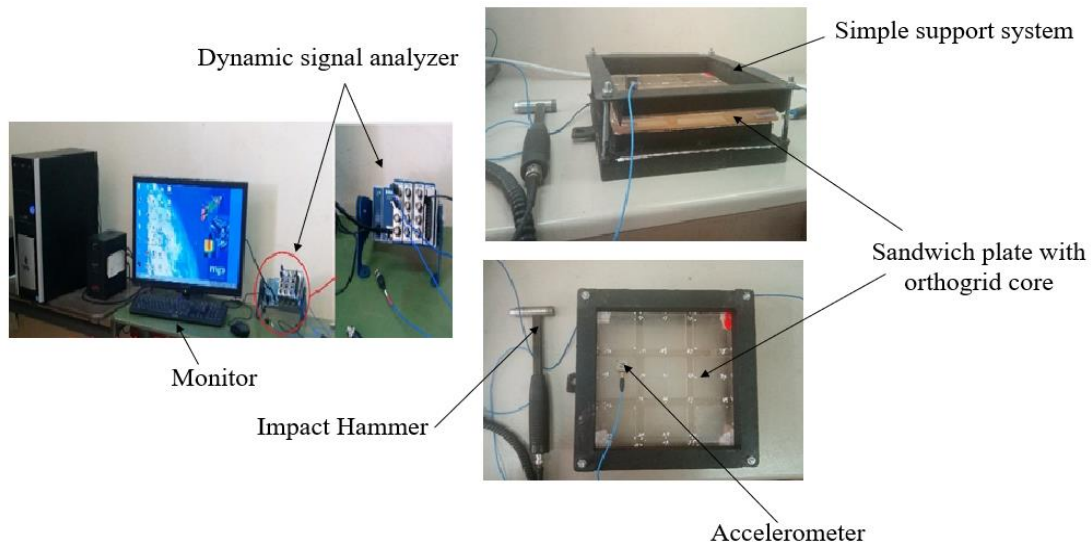 Simple support system
Dynamic signal analyzer
Sandwich plate with
orthogrid core
Monitor
Impact Hammer
Accelerometer